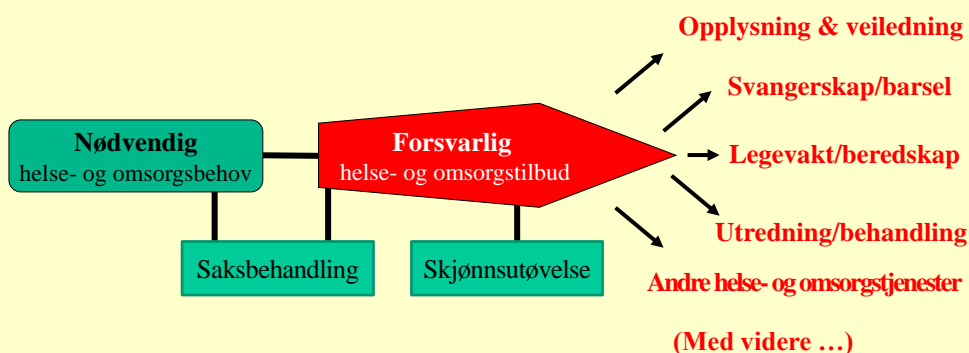 Nødvendig
helse- og omsorgsbehov
Forsvarlig
helse- og omsorgstilbud
Saksbehandling
Skjønnsutøvelse
Opplysning & veiledning
Svangerskap/barsel
Legevakt/beredskap
Utredning/behandling
Andre helse- og omsorgstjenester
(Med videre …)